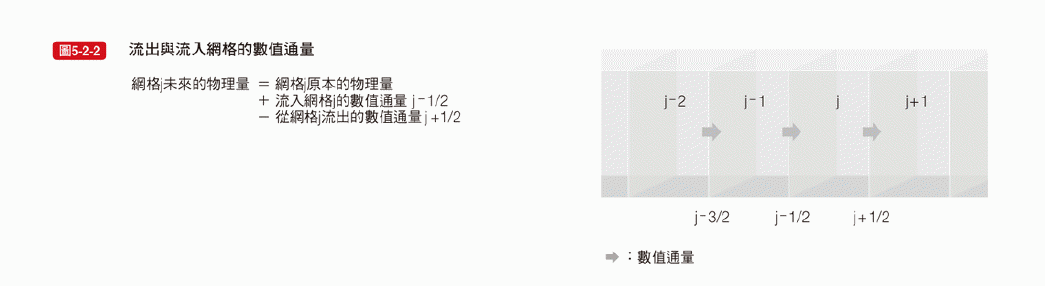 圖5-2-2 流出與流入網格的數值通量
網格j未來的物理量 = 網格j原本的物理量
+ 流入網格j的數值通量 j-1/2
- 從網格j流出的數值通量 j+1/2
j-2 j-1 j j+1
j-3/2 j-1/2 j+1/2
：數值通量